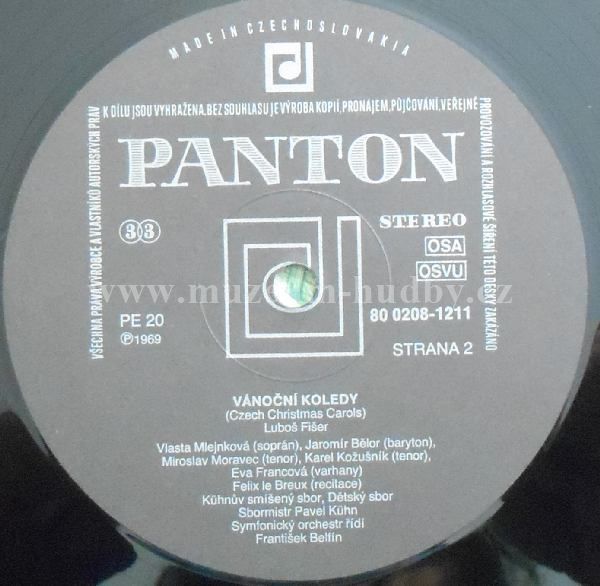 MADE IN CZECHOSLOVAKIA
VŠECHNA PRÁVA VÝROBCE A VLASTNÍKŮ AUTORSKÝCH PRÁV
K DÍLU JSOU VYHRAŽENA. BEZ SOUHLASU JE VÝROBA KOPIÍ, PRONÁJEM, PŮJČOVÁNÍ, VEŘEJNÉ
PROVOZOVÁNÍ A ROZHLASOVÉ ŠÍŘENÍ TÉTO DESKY ZAKÁZÁNO
PANTON
33
STEREO
OSA
OSVU
www.muzeum-hudby.cz
PE 20
80 0208-1211
Ⓟ1969
STRANA 2
VÁNOČNÍ KOLEDY
(Czech Christmas Carols)
Luboš Fišer
Vlasta Mlejnková (soprán), Jaromír Bělor (baryton),
Miroslav Moravec (tenor), Karel Kožušník (tenor),
Eva Francová (varhany)
Felix le Breux (recitace)
Kühnův smíšený sbor, Dětský sbor
Sbormistr Pavel Kühn
Symfonický orchestr řídí
František Belfín